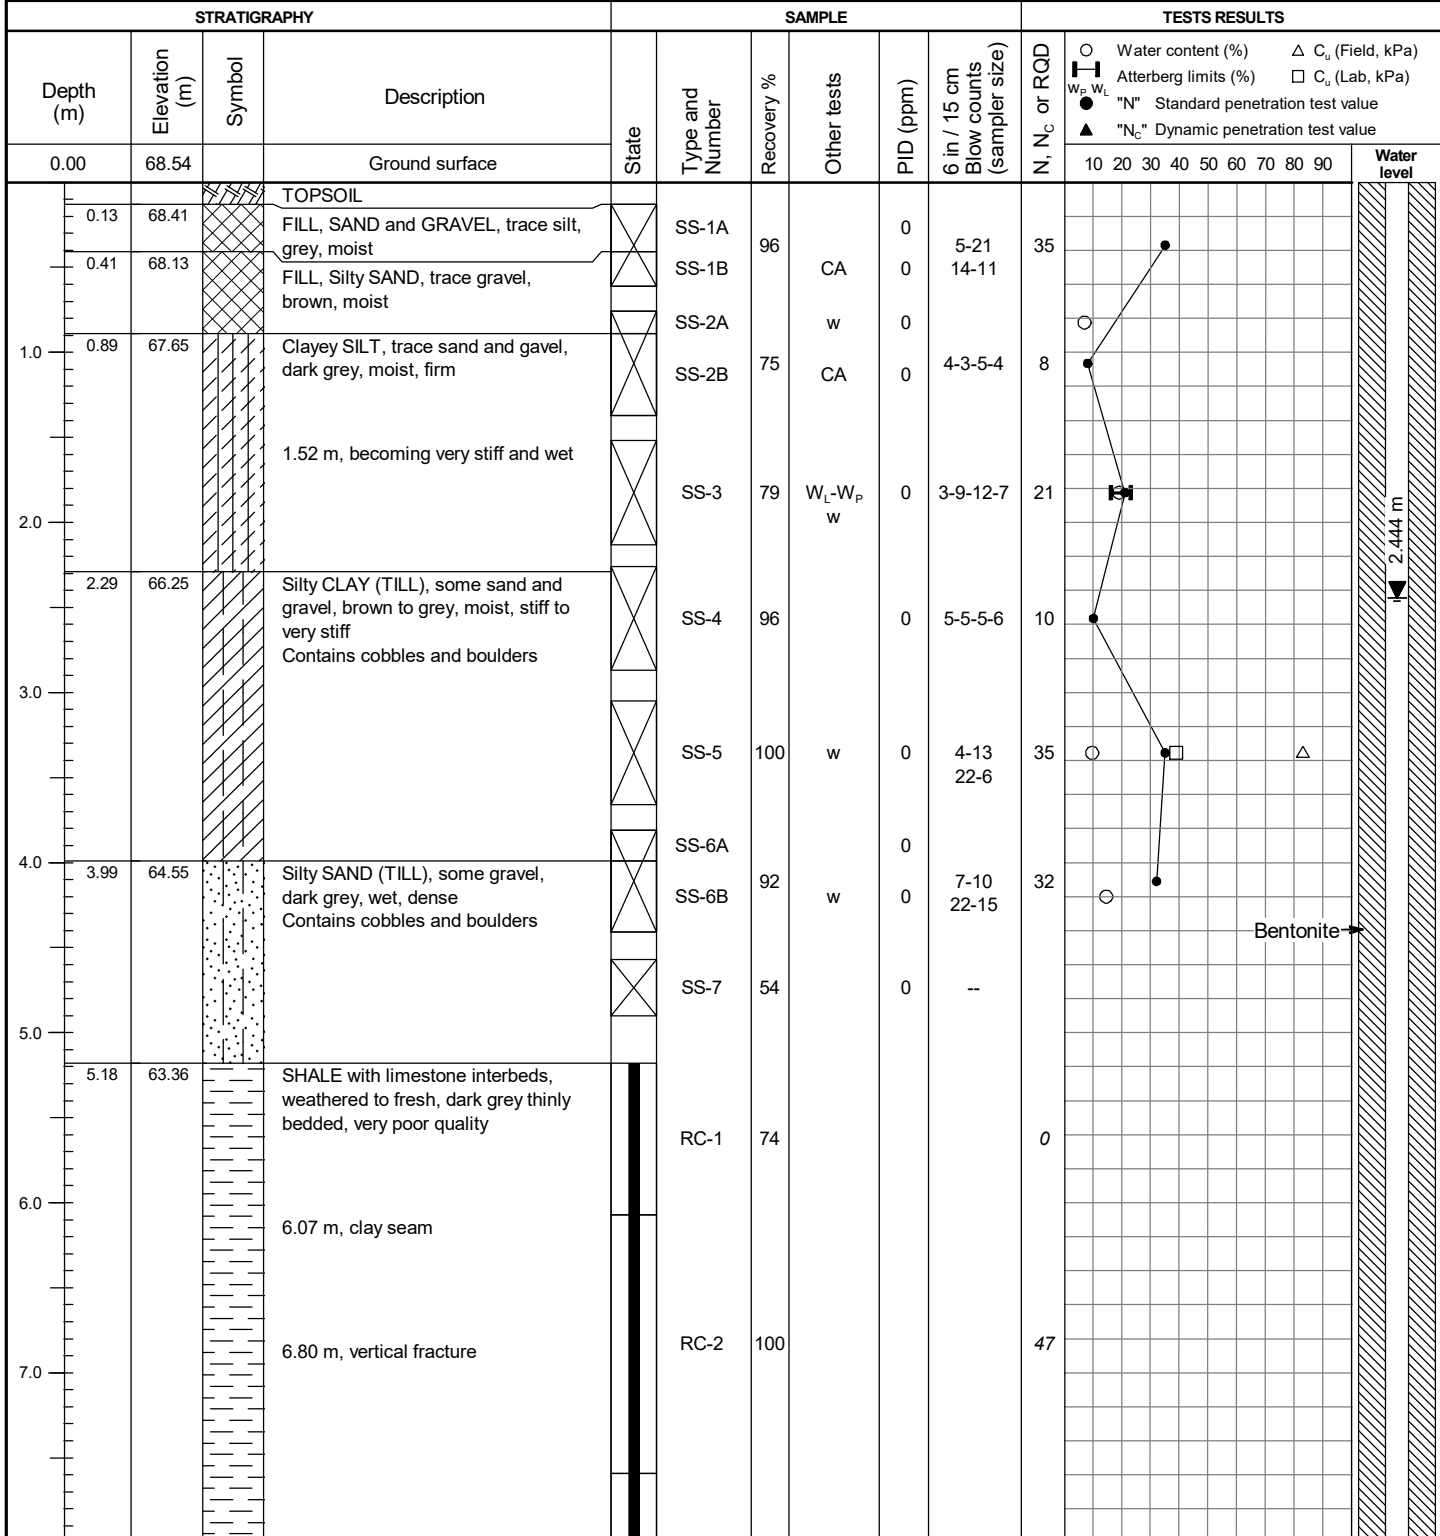 STRATIGRAPHY SAMPLE TESTS RESULTS
Depth (m)
Elevation (m)
Symbol
Description
State
Type and Number
Recovery %
Other tests
PID (ppm)
6 in / 15 cm Blow counts (sampler size)
N, NC or RQD
Water content (%) Cu (Field, kPa)
Atterberg limits (%) Cu (Lab, kPa)
WP WL
"N" Standard penetration test value
"NC" Dynamic penetration test value
0.00 68.54 Ground surface 10 20 30 40 50 60 70 80 90 Water level
TOPSOIL
0.13 68.41 FILL, SAND and GRAVEL, trace silt,
grey, moist
SS-1A 0
96 5-21 35
14-11
0.41 68.13 FILL, Silty SAND, trace gravel,
brown, moist
SS-1B CA 0
SS-2A w 0
1.0 0.89 67.65 Clayey SILT, trace sand and gavel,
dark grey, moist, firm
75 4-3-5-4 8
SS-2B CA 0
1.52 m, becoming very stiff and wet
SS-3 79 WL-WP 0 3-9-12-7 21
w
2.0
2.444 m
2.29 66.25 Silty CLAY (TILL), some sand and
gravel, brown to grey, moist, stiff to
very stiff
Contains cobbles and boulders
SS-4 96 0 5-5-5-6 10
3.0
SS-5 100 w 0 4-13 35
22-6
SS-6A 0
4.0 3.99 64.55 Silty SAND (TILL), some gravel,
dark grey, wet, dense
Contains cobbles and boulders
92 7-10 32
22-15
SS-6B w 0
Bentonite
SS-7 54 0 --
5.0
5.18 63.36 SHALE with limestone interbeds,
weathered to fresh, dark grey thinly
bedded, very poor quality
RC-1 74 0
6.0
6.07 m, clay seam
6.80 m, vertical fracture
RC-2 100 47
7.0